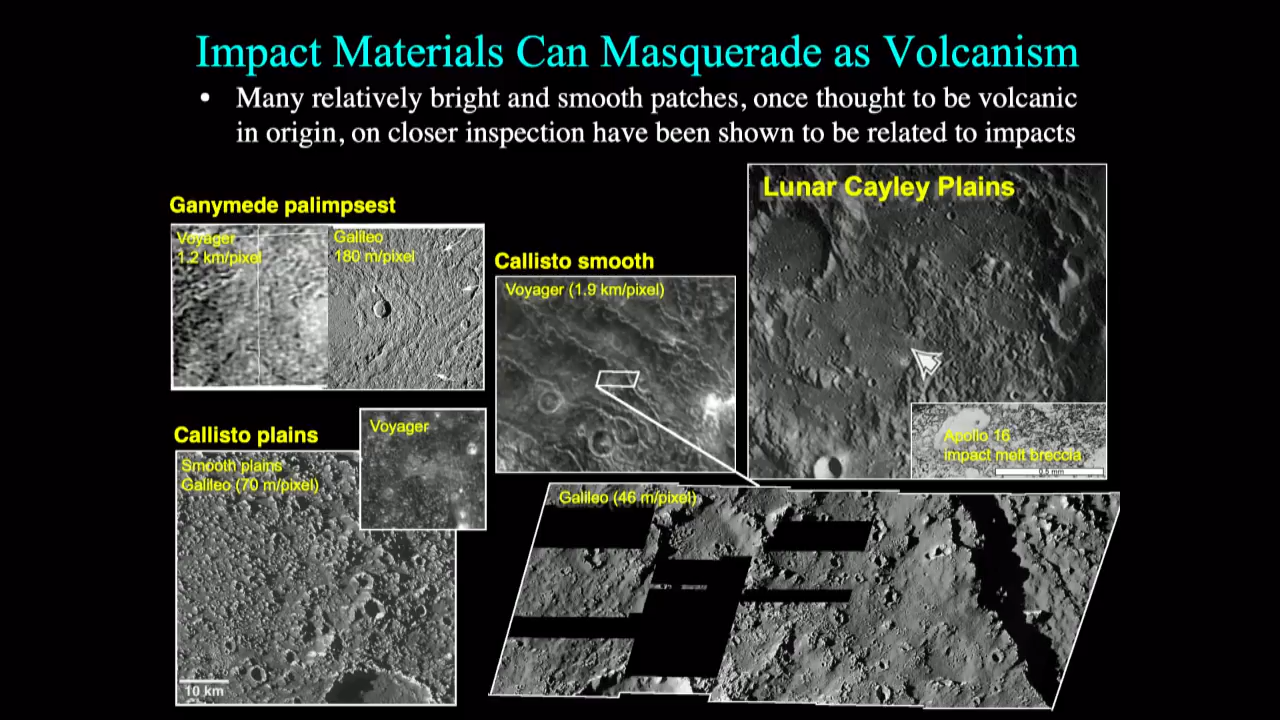 Impact Materials Can Masquerade as Volcanism
• Many relatively bright and smooth patches, once thought to be volcanic
in origin, on closer inspection have been shown to be related to impacts
Ganymede palimpsest
Voyager
1.2 km/pixel
Galileo
180 m/pixel
Callisto smooth
Voyager (1.9 km/pixel)
Lunar Cayley Plains
Apollo 16
impact melt breccia
0.5 mm
Callisto plains
Voyager
Smooth plains
Galileo (70 m/pixel)
10 km
Galileo (46 m/pixel)